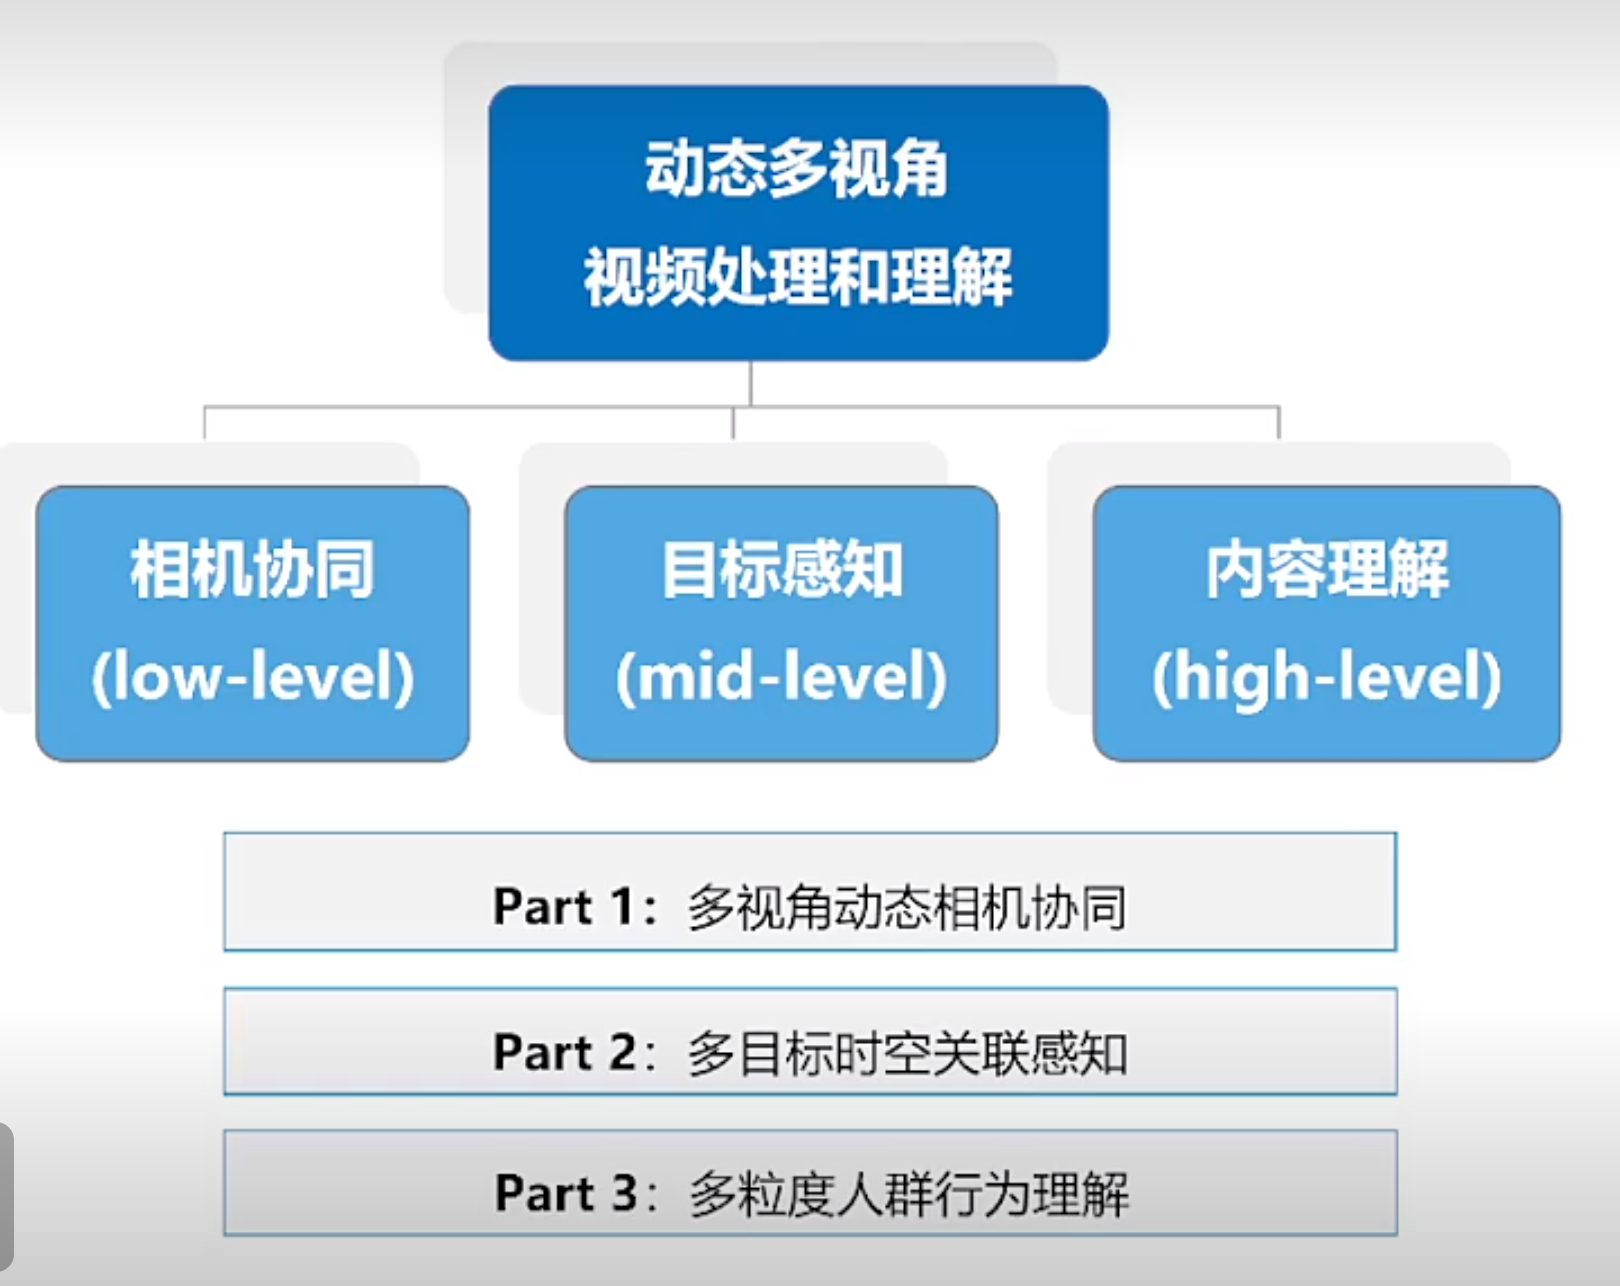 动态多视角
视频处理和理解
相机协同
(low-level)
目标感知
(mid-level)
内容理解
(high-level)
Part 1：多视角动态相机协同
Part 2：多目标时空关联感知
Part 3：多粒度人群行为理解